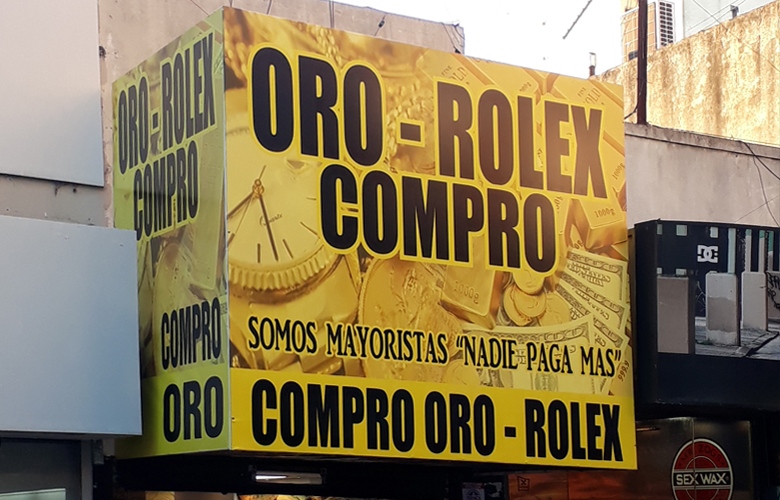 ORO - ROLEX
COMPRO
COMPRO
ORO
ORO - ROLEX
COMPRO
SOMOS MAYORISTAS "NADIE PAGA MAS"
COMPRO ORO - ROLEX
DC
SEX WAX